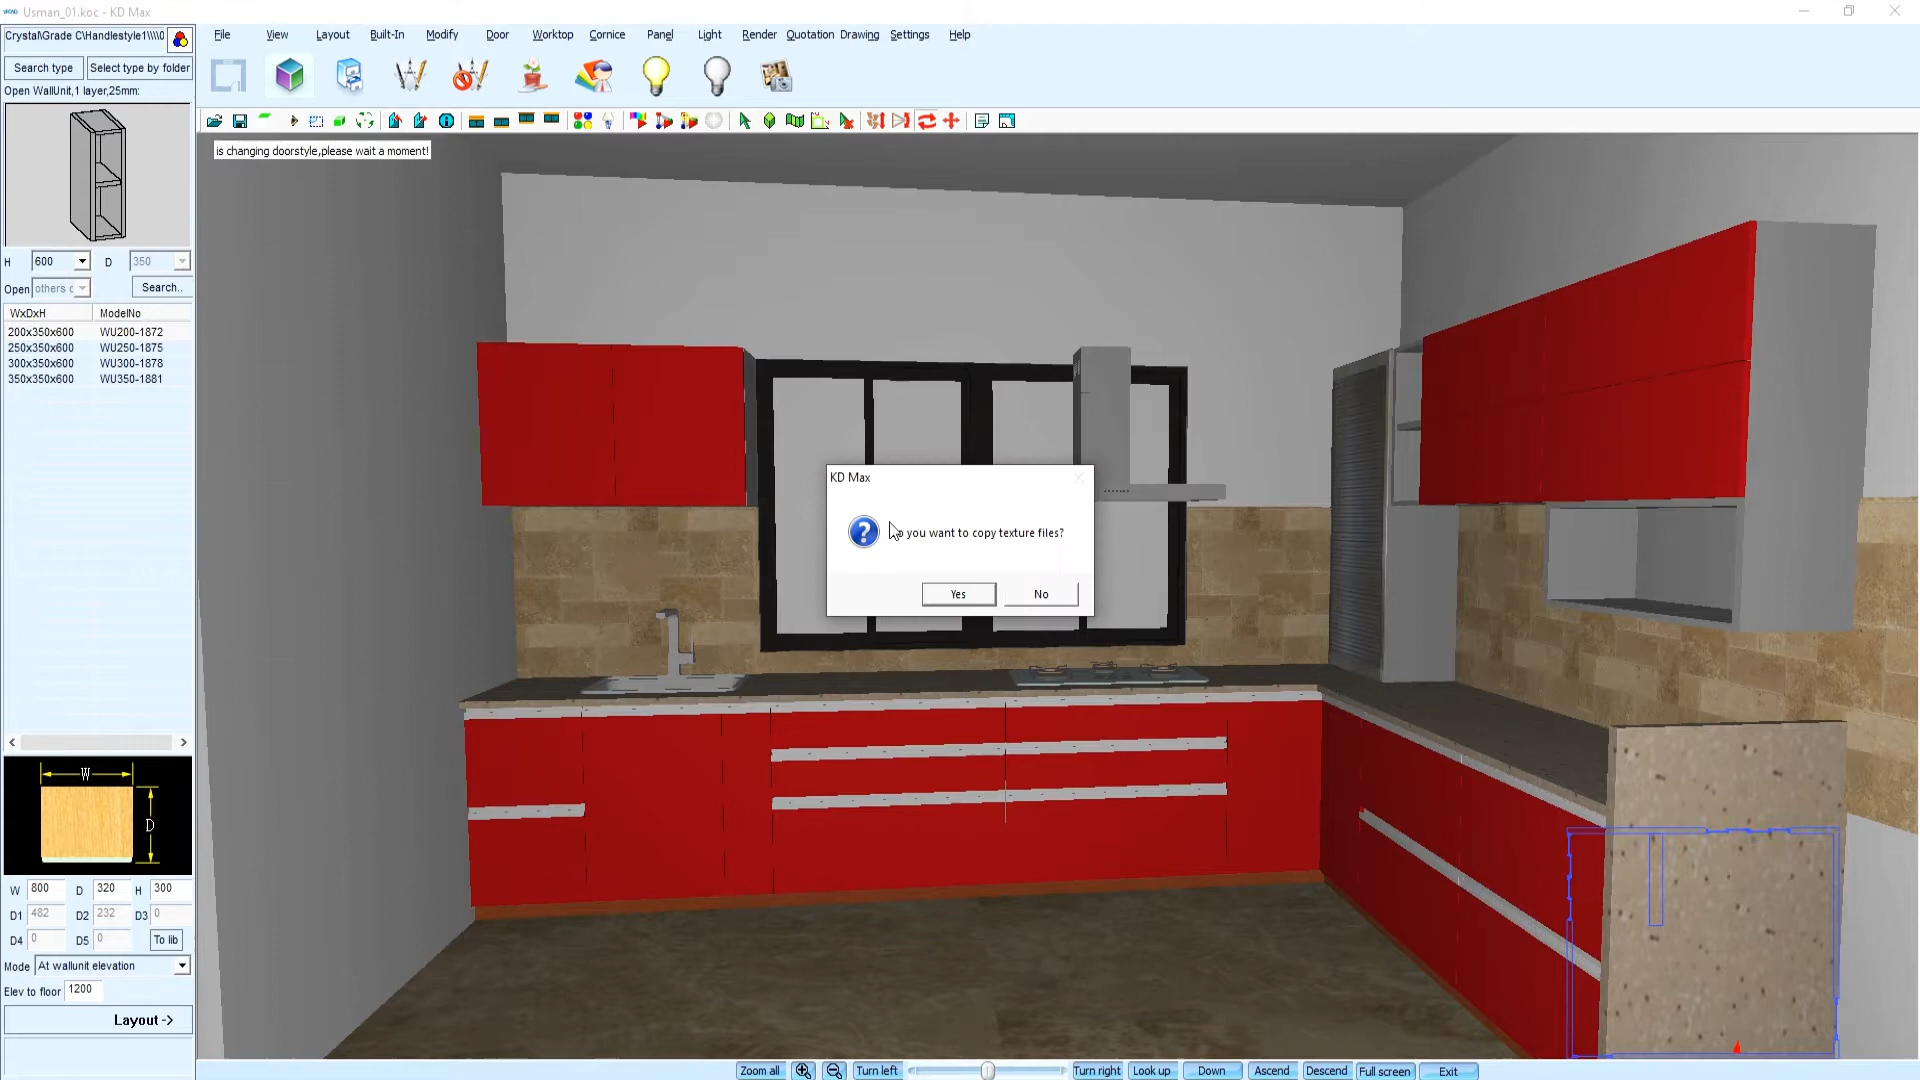 Usman_01.koc - KD Max
Crystal\Grade C\Handlestyle1\\\\0
File View Layout Built-In Modify Door Worktop Cornice Panel Light Render Quotation Drawing Settings Help
Search type
Select type by folder
Open WallUnit,1 layer,25mm:
is changing doorstyle,please wait a moment!
H 600 D 350
Open others Search..
WxDxH ModelNo
200x350x600 WU200-1872
250x350x600 WU250-1875
300x350x600 WU300-1878
350x350x600 WU350-1881
KD Max
you want to copy texture files?
Yes No
W
D
W 800 D 320 H 300
D1 482 D2 232 D3 0
D4 0 D5 0 To lib
Mode At wallunit elevation
Elev to floor 1200
Layout ->
Zoom all Turn left Turn right Look up Down Ascend Descend Full screen Exit